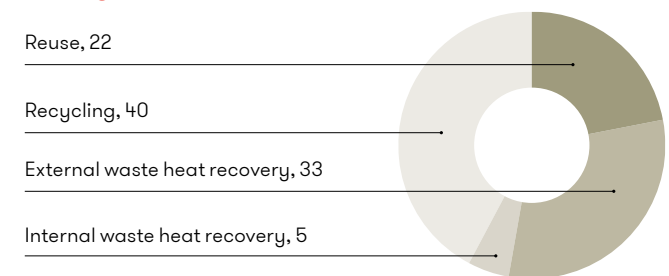 Reuse, 22
Recycling, 40
External waste heat recovery, 33
Internal waste heat recovery, 5